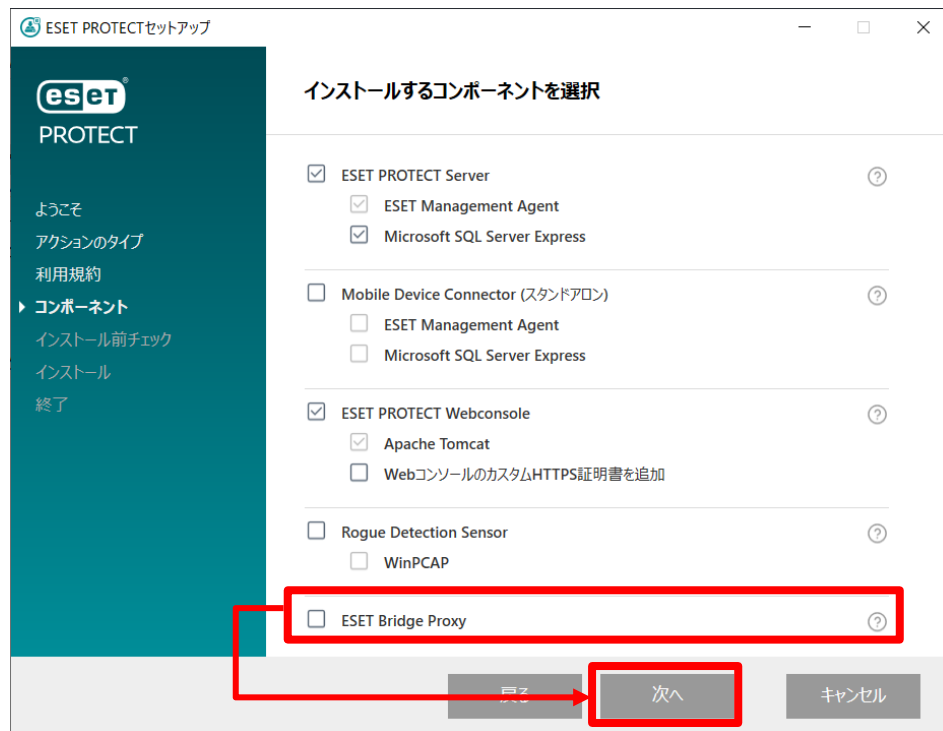 ESET PROTECTセットアップ
eset
PROTECT
ようこそ
アクションのタイプ
利用規約
コンポーネント
インストール前チェック
インストール
終了
インストールするコンポーネントを選択
ESET PROTECT Server
ESET Management Agent
Microsoft SQL Server Express
Mobile Device Connector (スタンドアロン)
ESET Management Agent
Microsoft SQL Server Express
ESET PROTECT Webconsole
Apache Tomcat
WebコンソールのカスタムHTTPS証明書を追加
Rogue Detection Sensor
WinPCAP
ESET Bridge Proxy
戻る
次へ
キャンセル